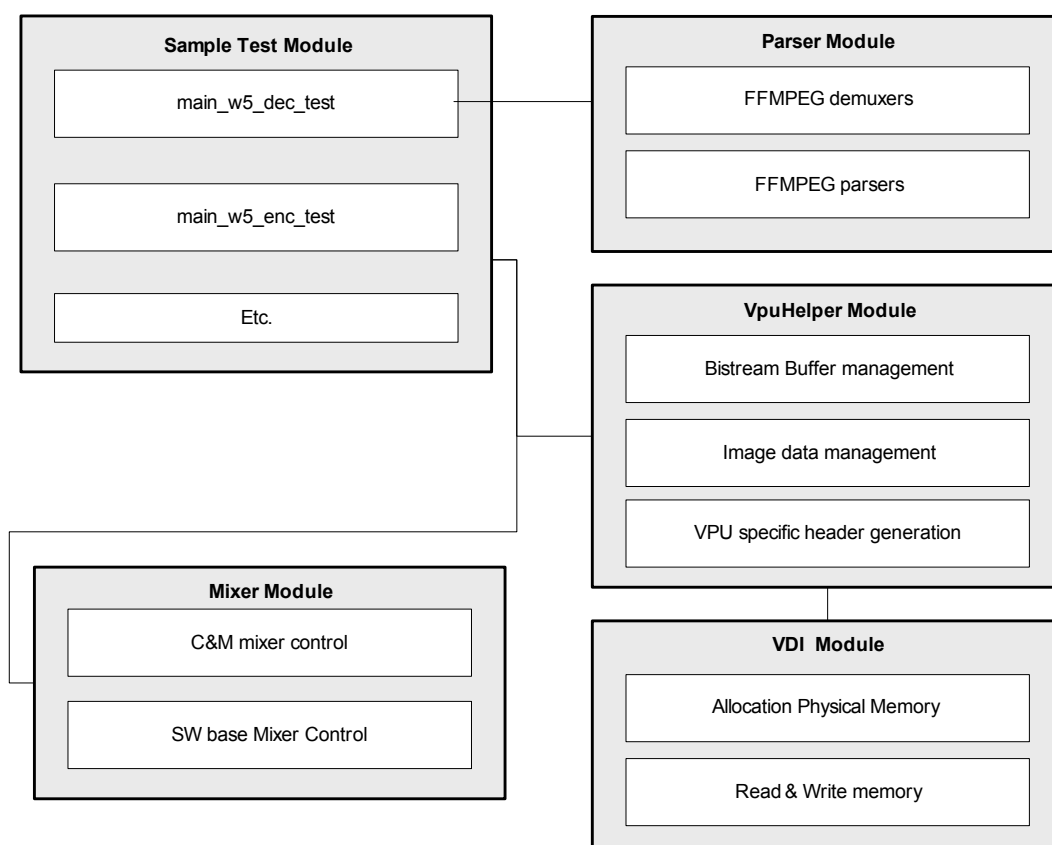 Sample Test Module
main_w5_dec_test
main_w5_enc_test
Etc.
Parser Module
FFMPEG demuxers
FFMPEG parsers
VpuHelper Module
Bistream Buffer management
Image data management
VPU specific header generation
Mixer Module
C&M mixer control
SW base Mixer Control
VDI  Module
Allocation Physical Memory
Read & Write memory